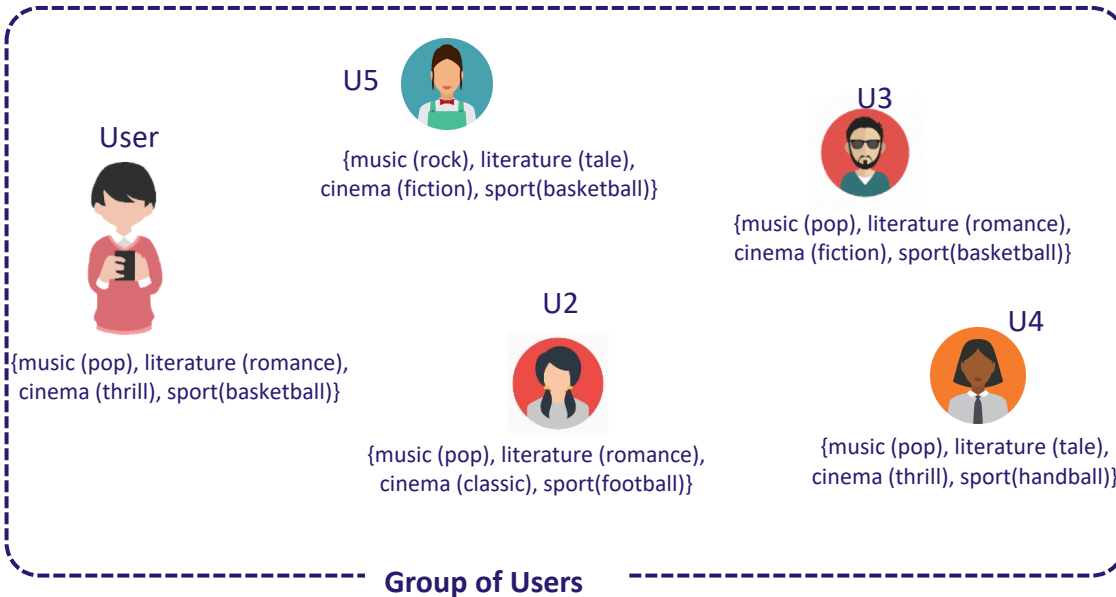 User
{music (pop), literature (romance),
cinema (thrill), sport(basketball)}
U5
{music (rock), literature (tale),
cinema (fiction), sport(basketball)}
U3
{music (pop), literature (romance),
cinema (fiction), sport(basketball)}
U2
{music (pop), literature (romance),
cinema (classic), sport(football)}
U4
{music (pop), literature (tale),
cinema (thrill), sport(handball)}
Group of Users